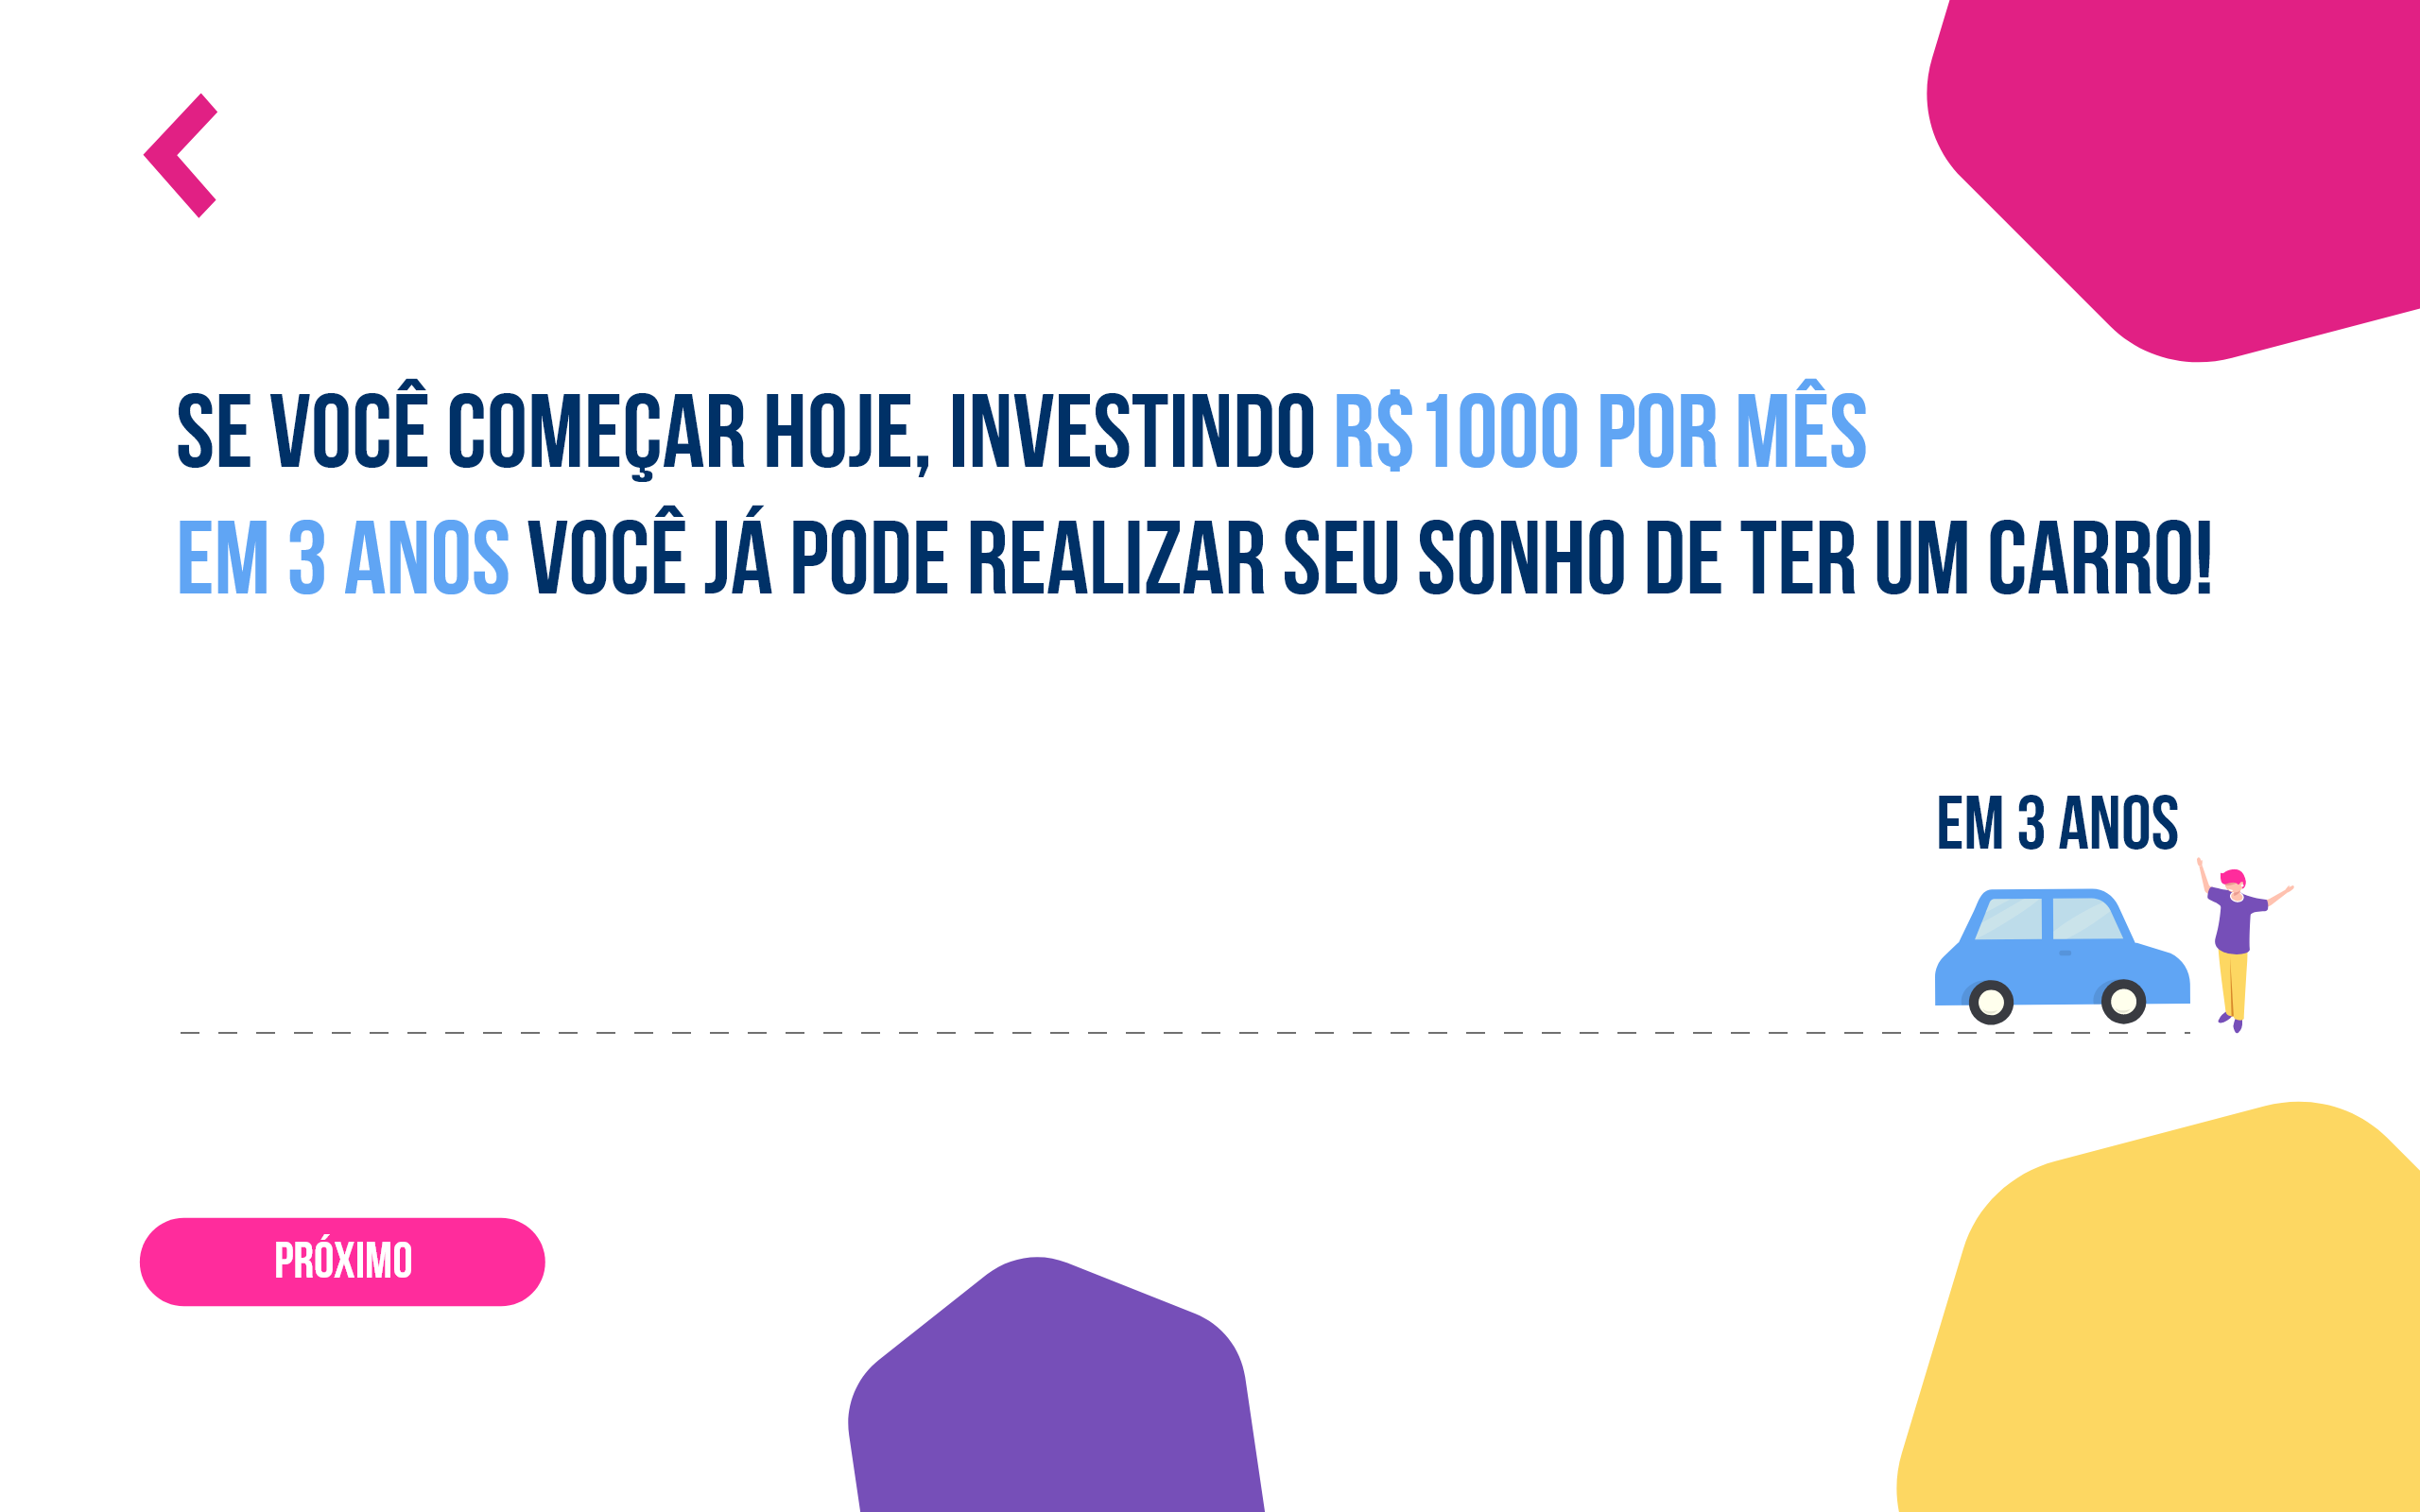 SE VOCÊ COMEÇAR HOJE, INVESTINDO R$1000 POR MÊS
EM 3 ANOS VOCÊ JÁ PODE REALIZAR SEU SONHO DE TER UM CARRO!
EM 3 ANOS
PRÓXIMO